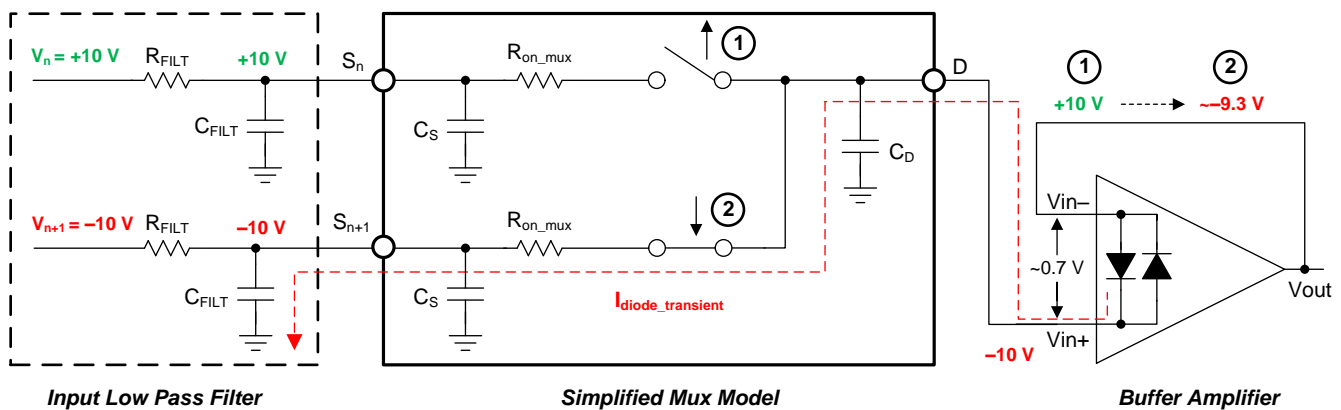 Vn = +10 V
RFILT
+10 V
Sn
Ron_mux
1
D
1
2
+10 V
~–9.3 V
CFILT
CS
CD
Vn+1 = –10 V
RFILT
–10 V
Sn+1
Ron_mux
2
Vin–
~0.7 V
CFILT
CS
Idiode_transient
Vout
Vin+
–10 V
Input Low Pass Filter
Simplified Mux Model
Buffer Amplifier